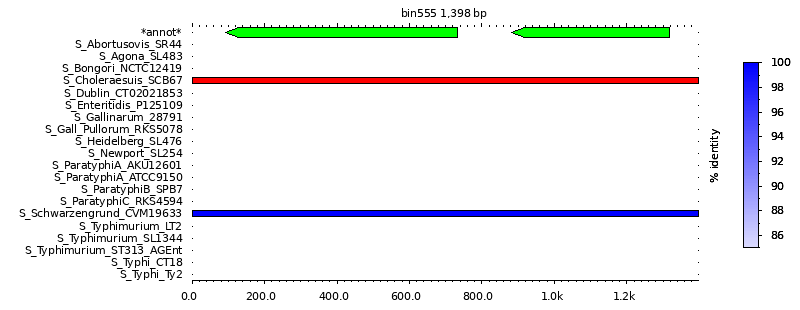 bin555 1,398 bp
*annot*
S_Abortusovis_SR44
S_Agona_SL483
S_Bongori_NCTC12419
S_Choleraesuis_SCB67
S_Dublin_CT02021853
S_Enteritidis_P125109
S_Gallinarum_28791
S_Gall_Pullorum_RKS5078
S_Heidelberg_SL476
S_Newport_SL254
S_ParatyphiA_AKU12601
S_ParatyphiA_ATCC9150
S_ParatyphiB_SPB7
S_ParatyphiC_RKS4594
S_Schwarzengrund_CVM19633
S_Typhimurium_LT2
S_Typhimurium_SL1344
S_Typhimurium_ST313_AGEnt
S_Typhi_CT18
S_Typhi_Ty2
0.0 200.0 400.0 600.0 800.0 1.0k 1.2k
% identity
100
98
96
94
92
90
88
86